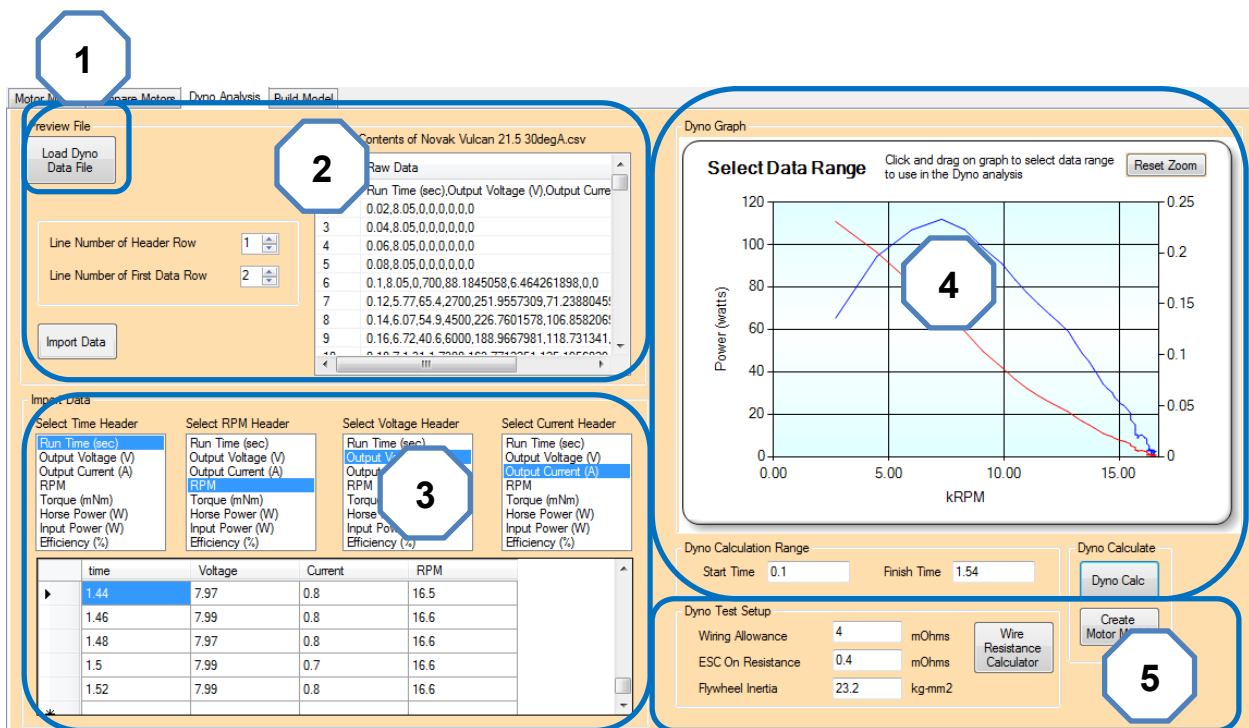 1
Dyno Analysis
Build Model
Preview File
Load Dyno
Data File
2
Contents of Novak Vulcan 21.5 30degA.csv
Raw Data
Run Time (sec),Output Voltage (V),Output Curre
0.02,8.05,0,0,0,0,0,0
3 0.04,8.05,0,0,0,0,0,0
4 0.06,8.05,0,0,0,0,0,0
5 0.08,8.05,0,0,0,0,0,0
6 0.1,8.05,0,700,88.1845058,6.464261898,0,0
7 0.12,5.77,65.4,2700,251.9557309,71.2388045
8 0.14,6.07,54.9,4500,226.7601578,106.858206
9 0.16,6.72,40.6,6000,188.9667981,118.731341,
Line Number of Header Row 1
Line Number of First Data Row 2
Import Data
Import Data
Select Time Header
Run Time (sec)
Output Voltage (V)
Output Current (A)
RPM
Torque (mNm)
Horse Power (W)
Input Power (W)
Efficiency (%)
Select RPM Header
Run Time (sec)
Output Voltage (V)
Output Current (A)
RPM
Torque (mNm)
Horse Power (W)
Input Power (W)
Efficiency (%)
Select Voltage Header
Run Time (sec)
Output
Output
RPM
Torque
Horse
Input
Efficiency (%)
3
Select Current Header
Run Time (sec)
Output Voltage (V)
Output Current (A)
RPM
Torque (mNm)
Horse Power (W)
Input Power (W)
Efficiency (%)
time Voltage Current RPM
1.44 7.97 0.8 16.5
1.46 7.99 0.8 16.6
1.48 7.97 0.8 16.6
1.5 7.99 0.7 16.6
1.52 7.99 0.8 16.6
Dyno Graph
Select Data Range
Click and drag on graph to select data range
to use in the Dyno analysis
Reset Zoom
Power (watts)
120
100
80
60
40
20
0
0.25
0.2
0.15
0.1
0.05
0
4
0.00 5.00 10.00 15.00
kRPM
Dyno Calculation Range
Start Time 0.1 Finish Time 1.54
Dyno Calculate
Dyno Calc
Create
Motor
Dyno Test Setup
Wiring Allowance 4 mOhms
ESC On Resistance 0.4 mOhms
Flywheel Inertia 23.2 kg-mm2
Wire
Resistance
Calculator
5